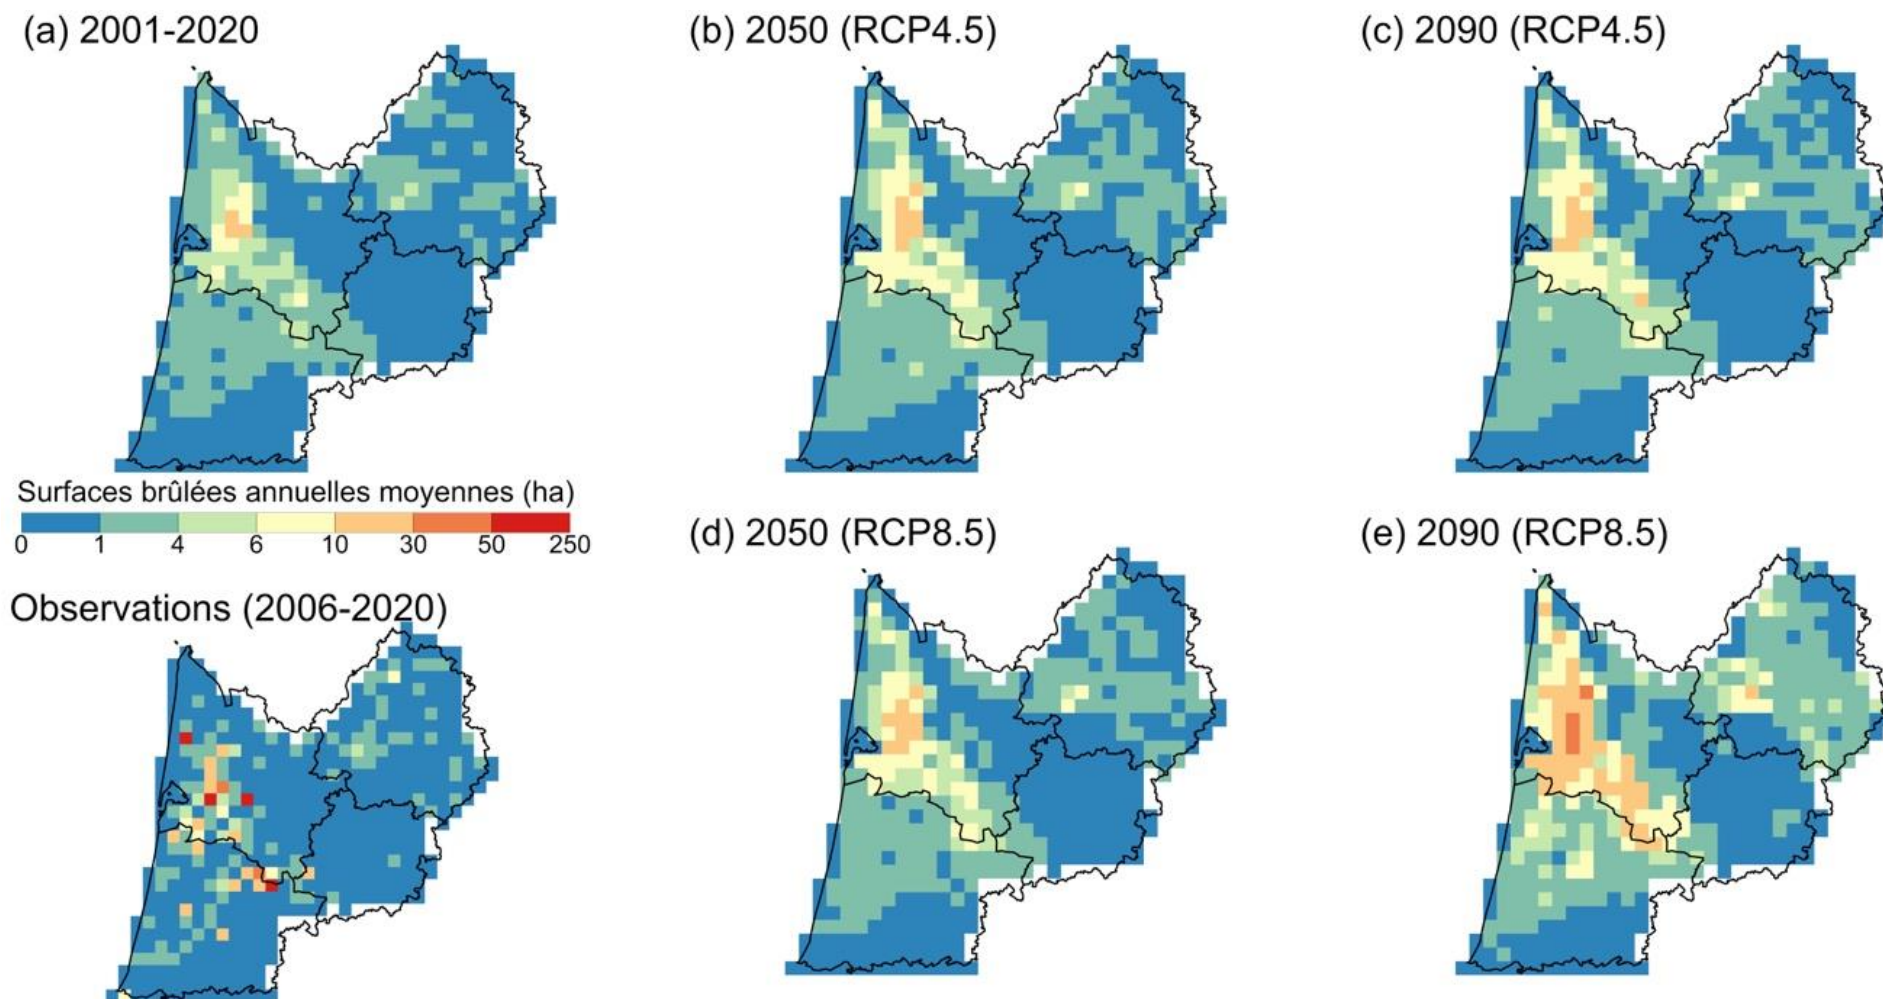 (a) 2001-2020
(b) 2050 (RCP4.5)
(c) 2090 (RCP4.5)
Surfaces brûlées annuelles moyennes (ha)
0 1 4 6 10 30 50 250
(d) 2050 (RCP8.5)
(e) 2090 (RCP8.5)
Observations (2006-2020)